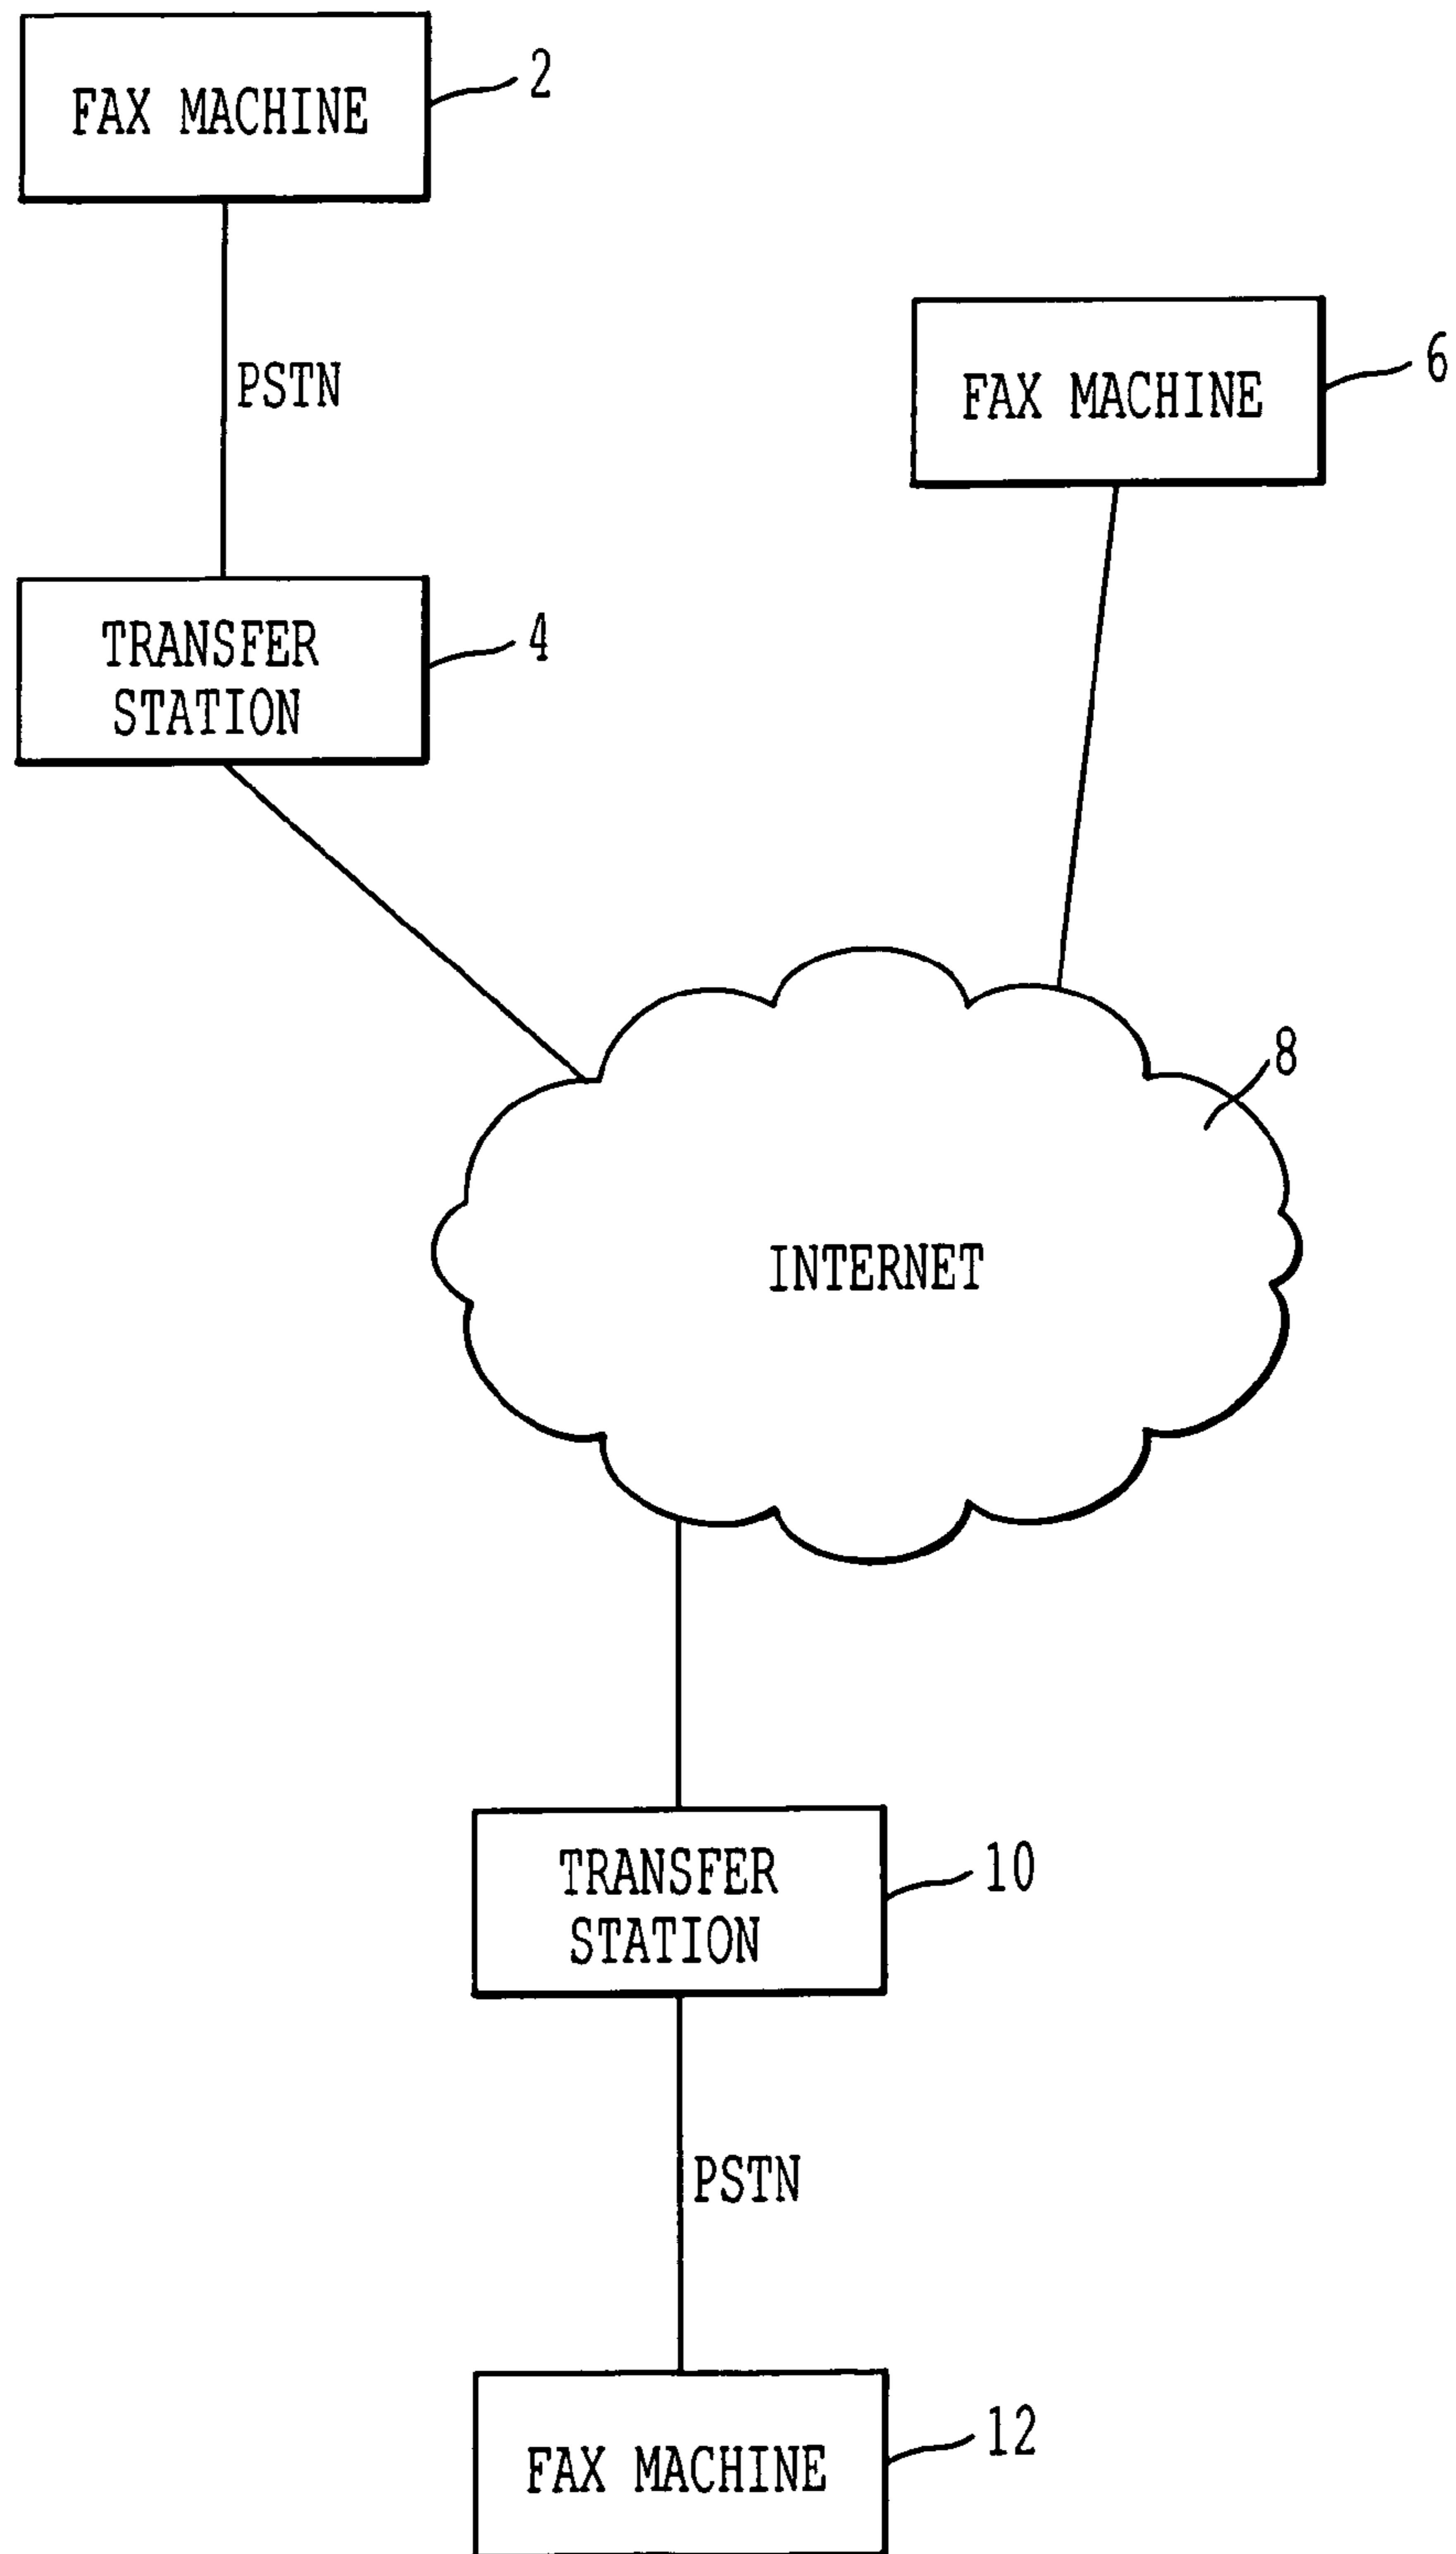 FAX MACHINE
2
PSTN
FAX MACHINE
6
TRANSFER
STATION
4
8
INTERNET
TRANSFER
STATION
10
PSTN
FAX MACHINE
12